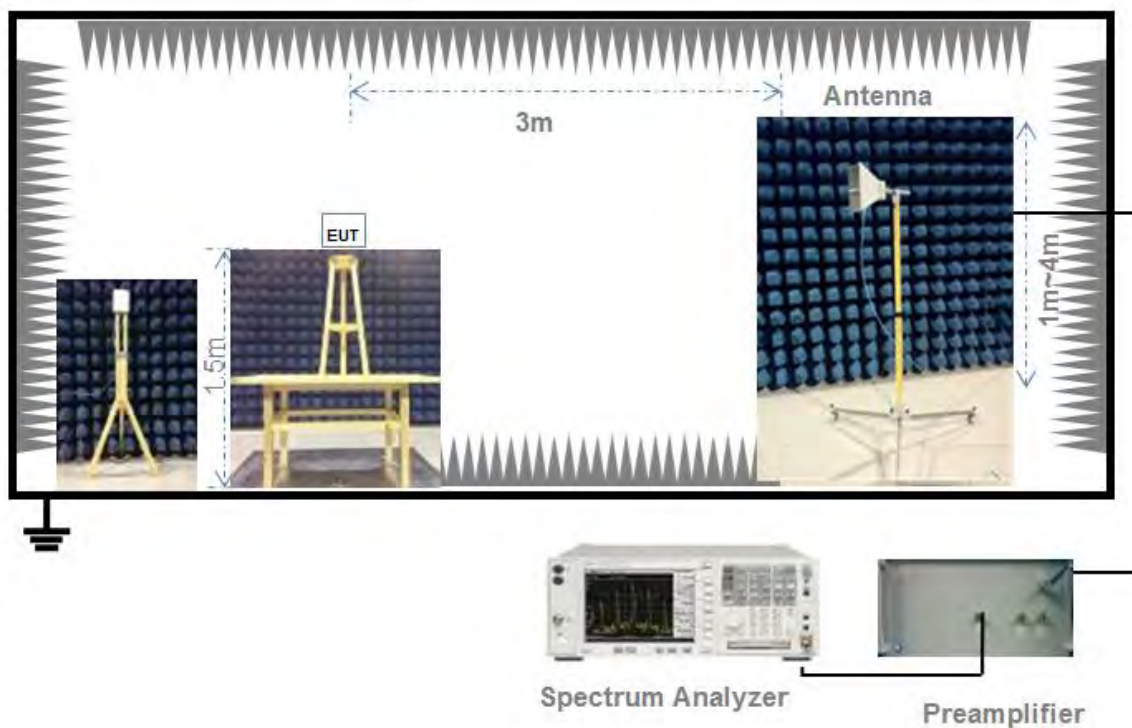 Antenna
3m
EUT
1.5m
1m~4m
Spectrum Analyzer
Preamplifier